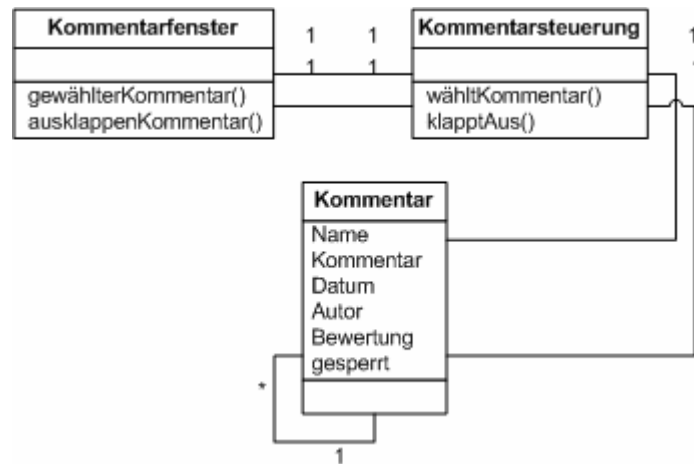 Kommentarfenster
1 1
Kommentarsteuerung
1
1 1
gewählterKommentar()
ausklappenKommentar()
wähltKommentar()
klapptAus()
Kommentar
Name
Kommentar
Datum
Autor
Bewertung
gesperrt
*
1